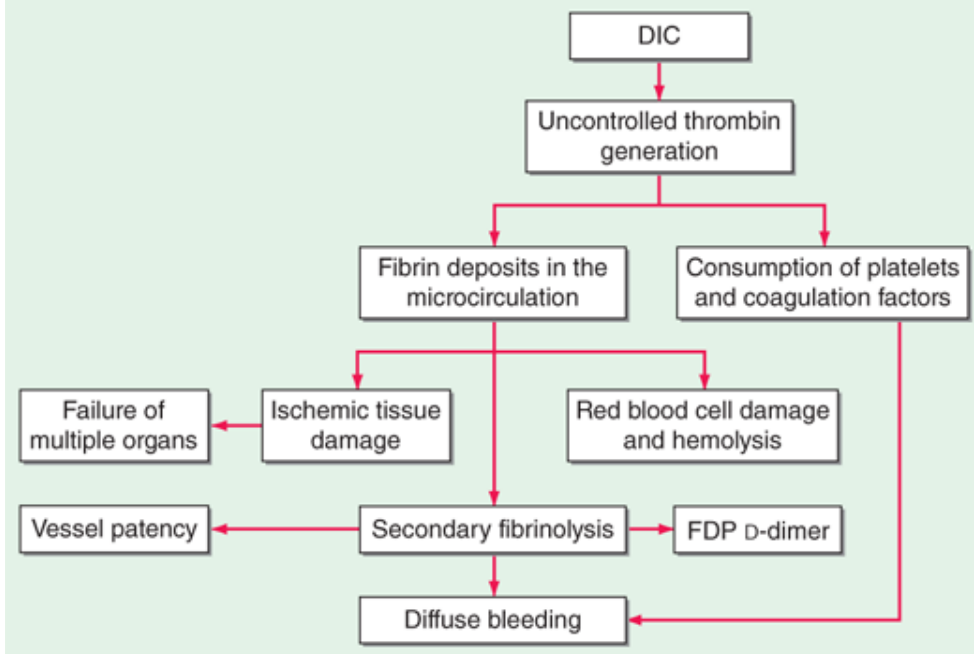 DIC
Uncontrolled thrombin
generation
Fibrin deposits in the
microcirculation
Consumption of platelets
and coagulation factors
Failure of
multiple organs
Ischemic tissue
damage
Red blood cell damage
and hemolysis
Vessel patency
Secondary fibrinolysis
FDP D-dimer
Diffuse bleeding